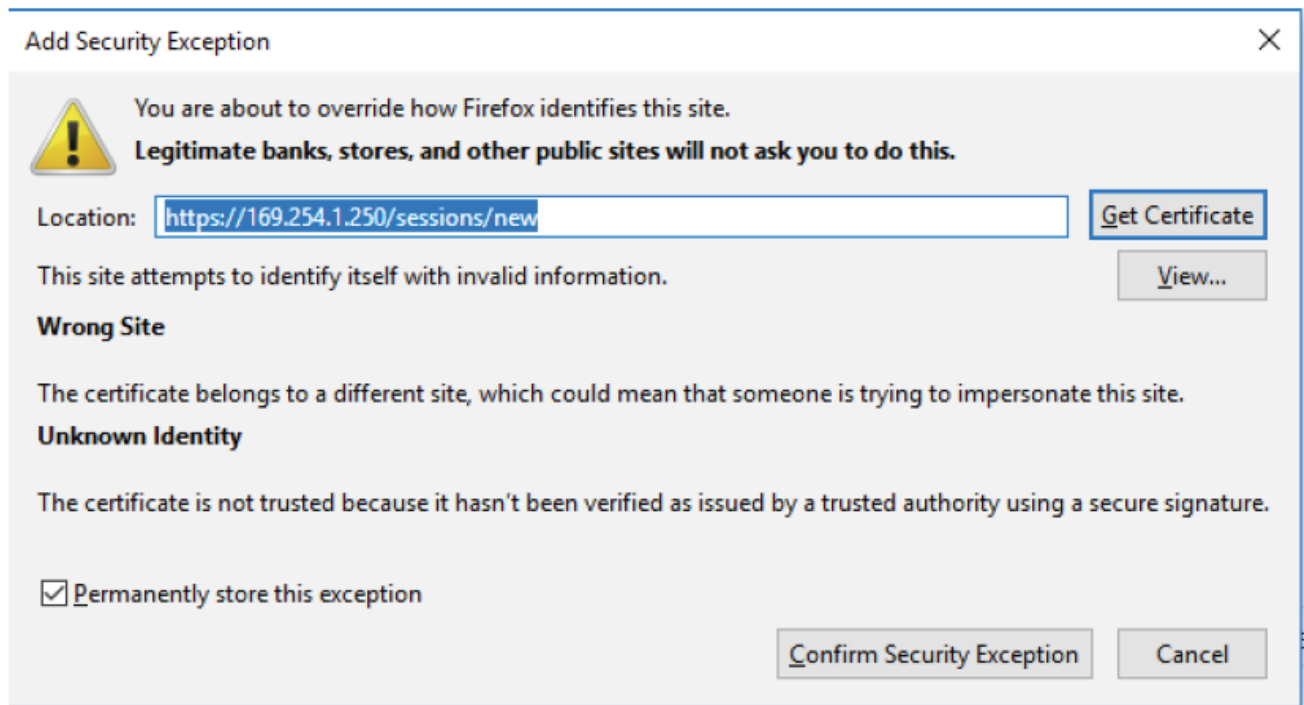 Add Security Exception
You are about to override how Firefox identifies this site.
Legitimate banks, stores, and other public sites will not ask you to do this.
Location: https://169.254.1.250/sessions/new Get Certificate
This site attempts to identify itself with invalid information. View...
Wrong Site
The certificate belongs to a different site, which could mean that someone is trying to impersonate this site.
Unknown Identity
The certificate is not trusted because it hasn't been verified as issued by a trusted authority using a secure signature.
Permanently store this exception
Confirm Security Exception Cancel